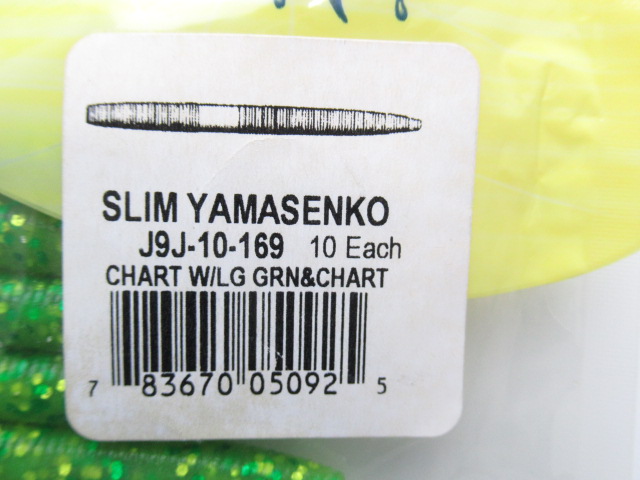 SLIM YAMASENKO
J9J-10-169 10 Each
CHART W/LG GRN&CHART
7 83670 05092 5